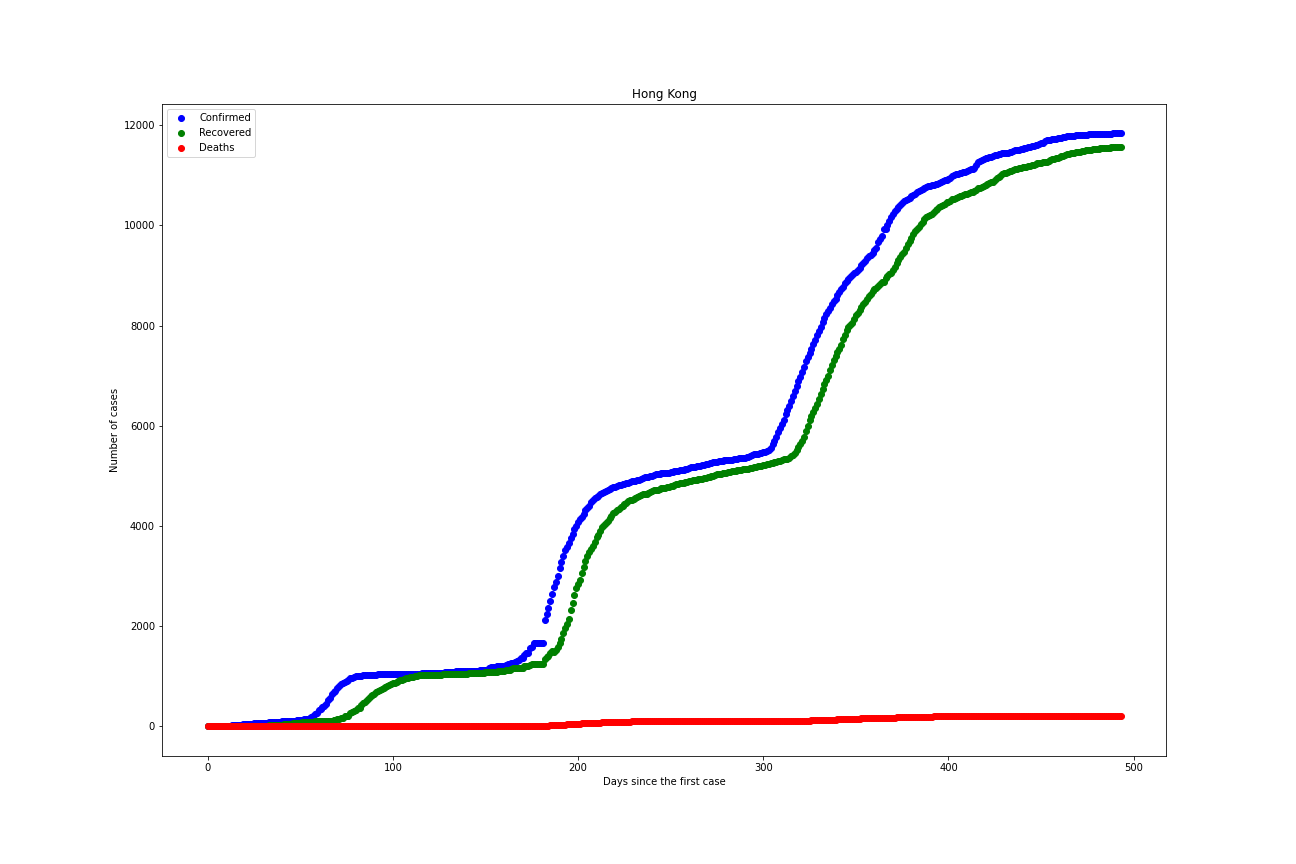 Hong Kong
Confirmed
Recovered
Deaths
12000
10000
8000
6000
4000
2000
0
Number of cases
0 100 200 300 400 500
Days since the first case